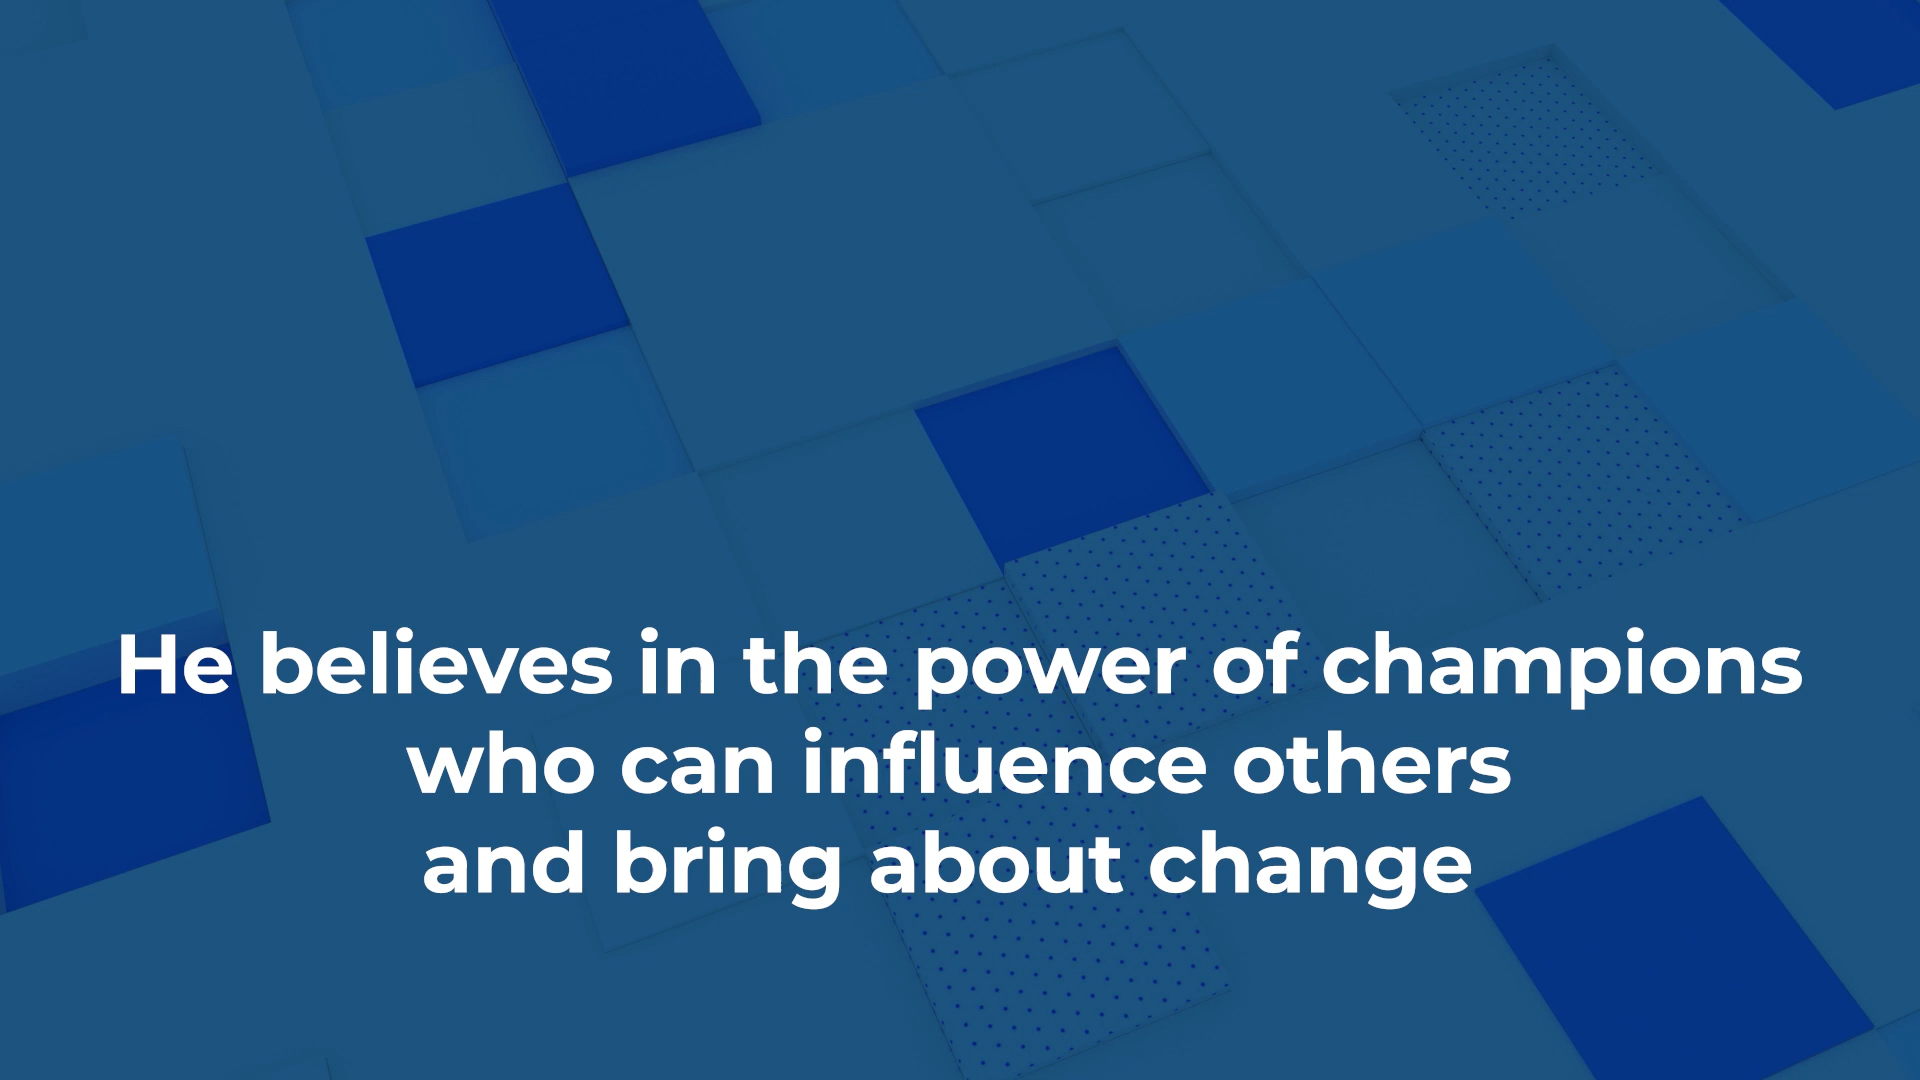 He believes in the power of champions
who can influence others
and bring about change